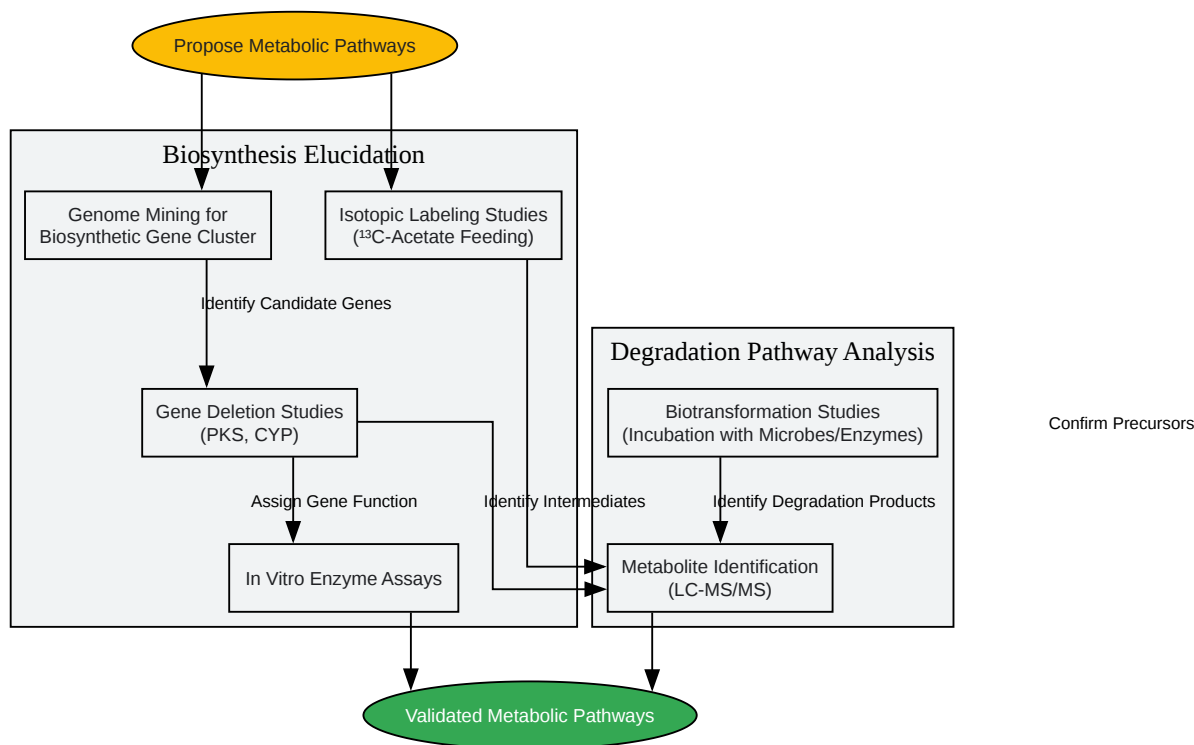 Propose Metabolic Pathways
Biosynthesis Elucidation
Genome Mining for
Biosynthetic Gene Cluster
Isotopic Labeling Studies
(¹³C-Acetate Feeding)
Identify Candidate Genes
Degradation Pathway Analysis
Gene Deletion Studies
(PKS, CYP)
Biotransformation Studies
(Incubation with Microbes/Enzymes)
Confirm Precursors
Assign Gene Function
Identify Intermediates
Identify Degradation Products
In Vitro Enzyme Assays
Metabolite Identification
(LC-MS/MS)
Validated Metabolic Pathways